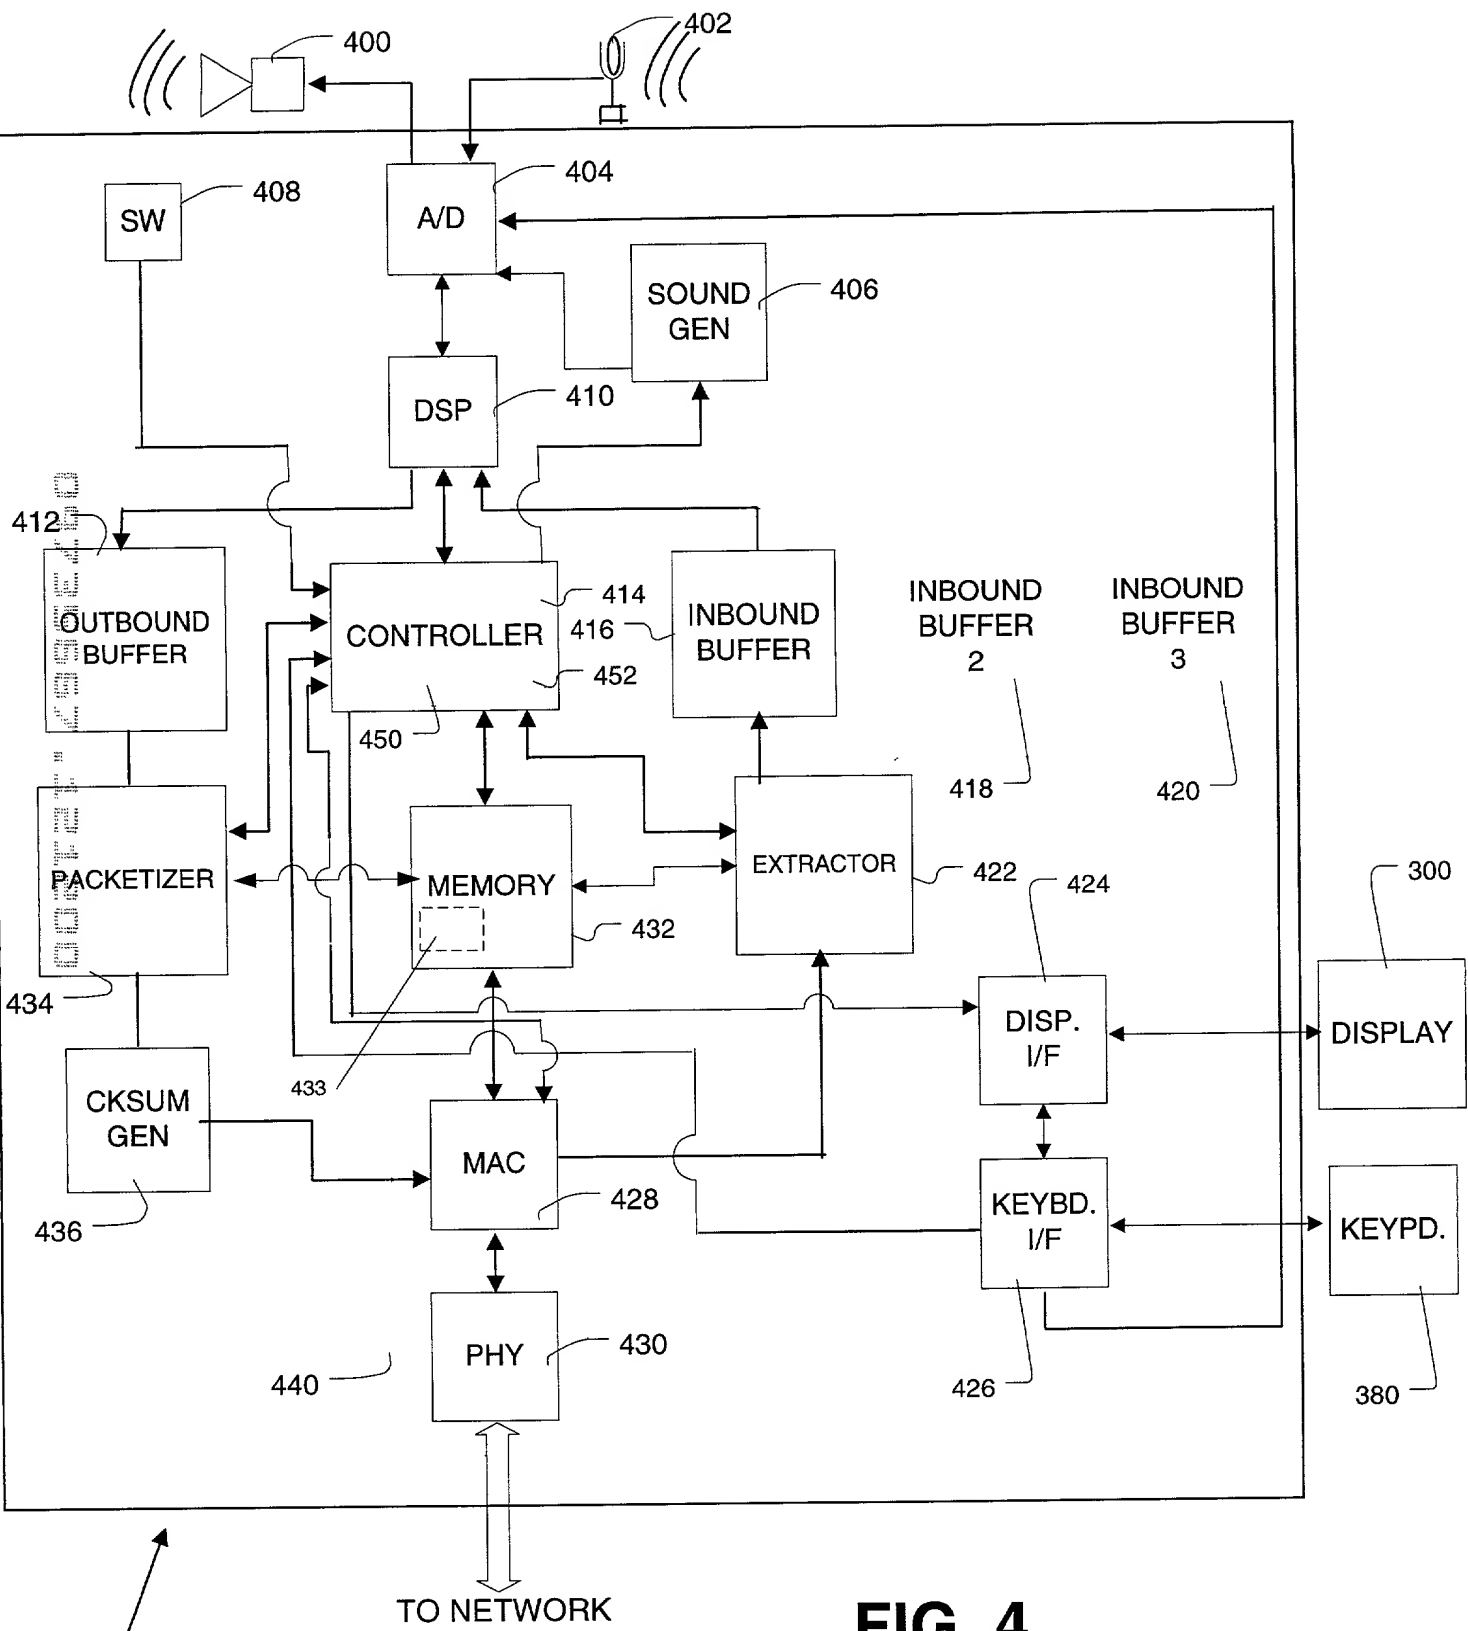 400
402
404
A/D
408
SW
SOUND
GEN
406
DSP
410
412
OUTBOUND
BUFFER
CONTROLLER
414
416
INBOUND
BUFFER
INBOUND
BUFFER
2
INBOUND
BUFFER
3
452
450
418
420
PACKETIZER
MEMORY
EXTRACTOR
422
424
300
432
434
433
DISP.
I/F
DISPLAY
CKSUM
GEN
MAC
428
436
KEYBD.
I/F
KEYPD.
PHY
430
440
426
380
TO NETWORK
FIG. 4